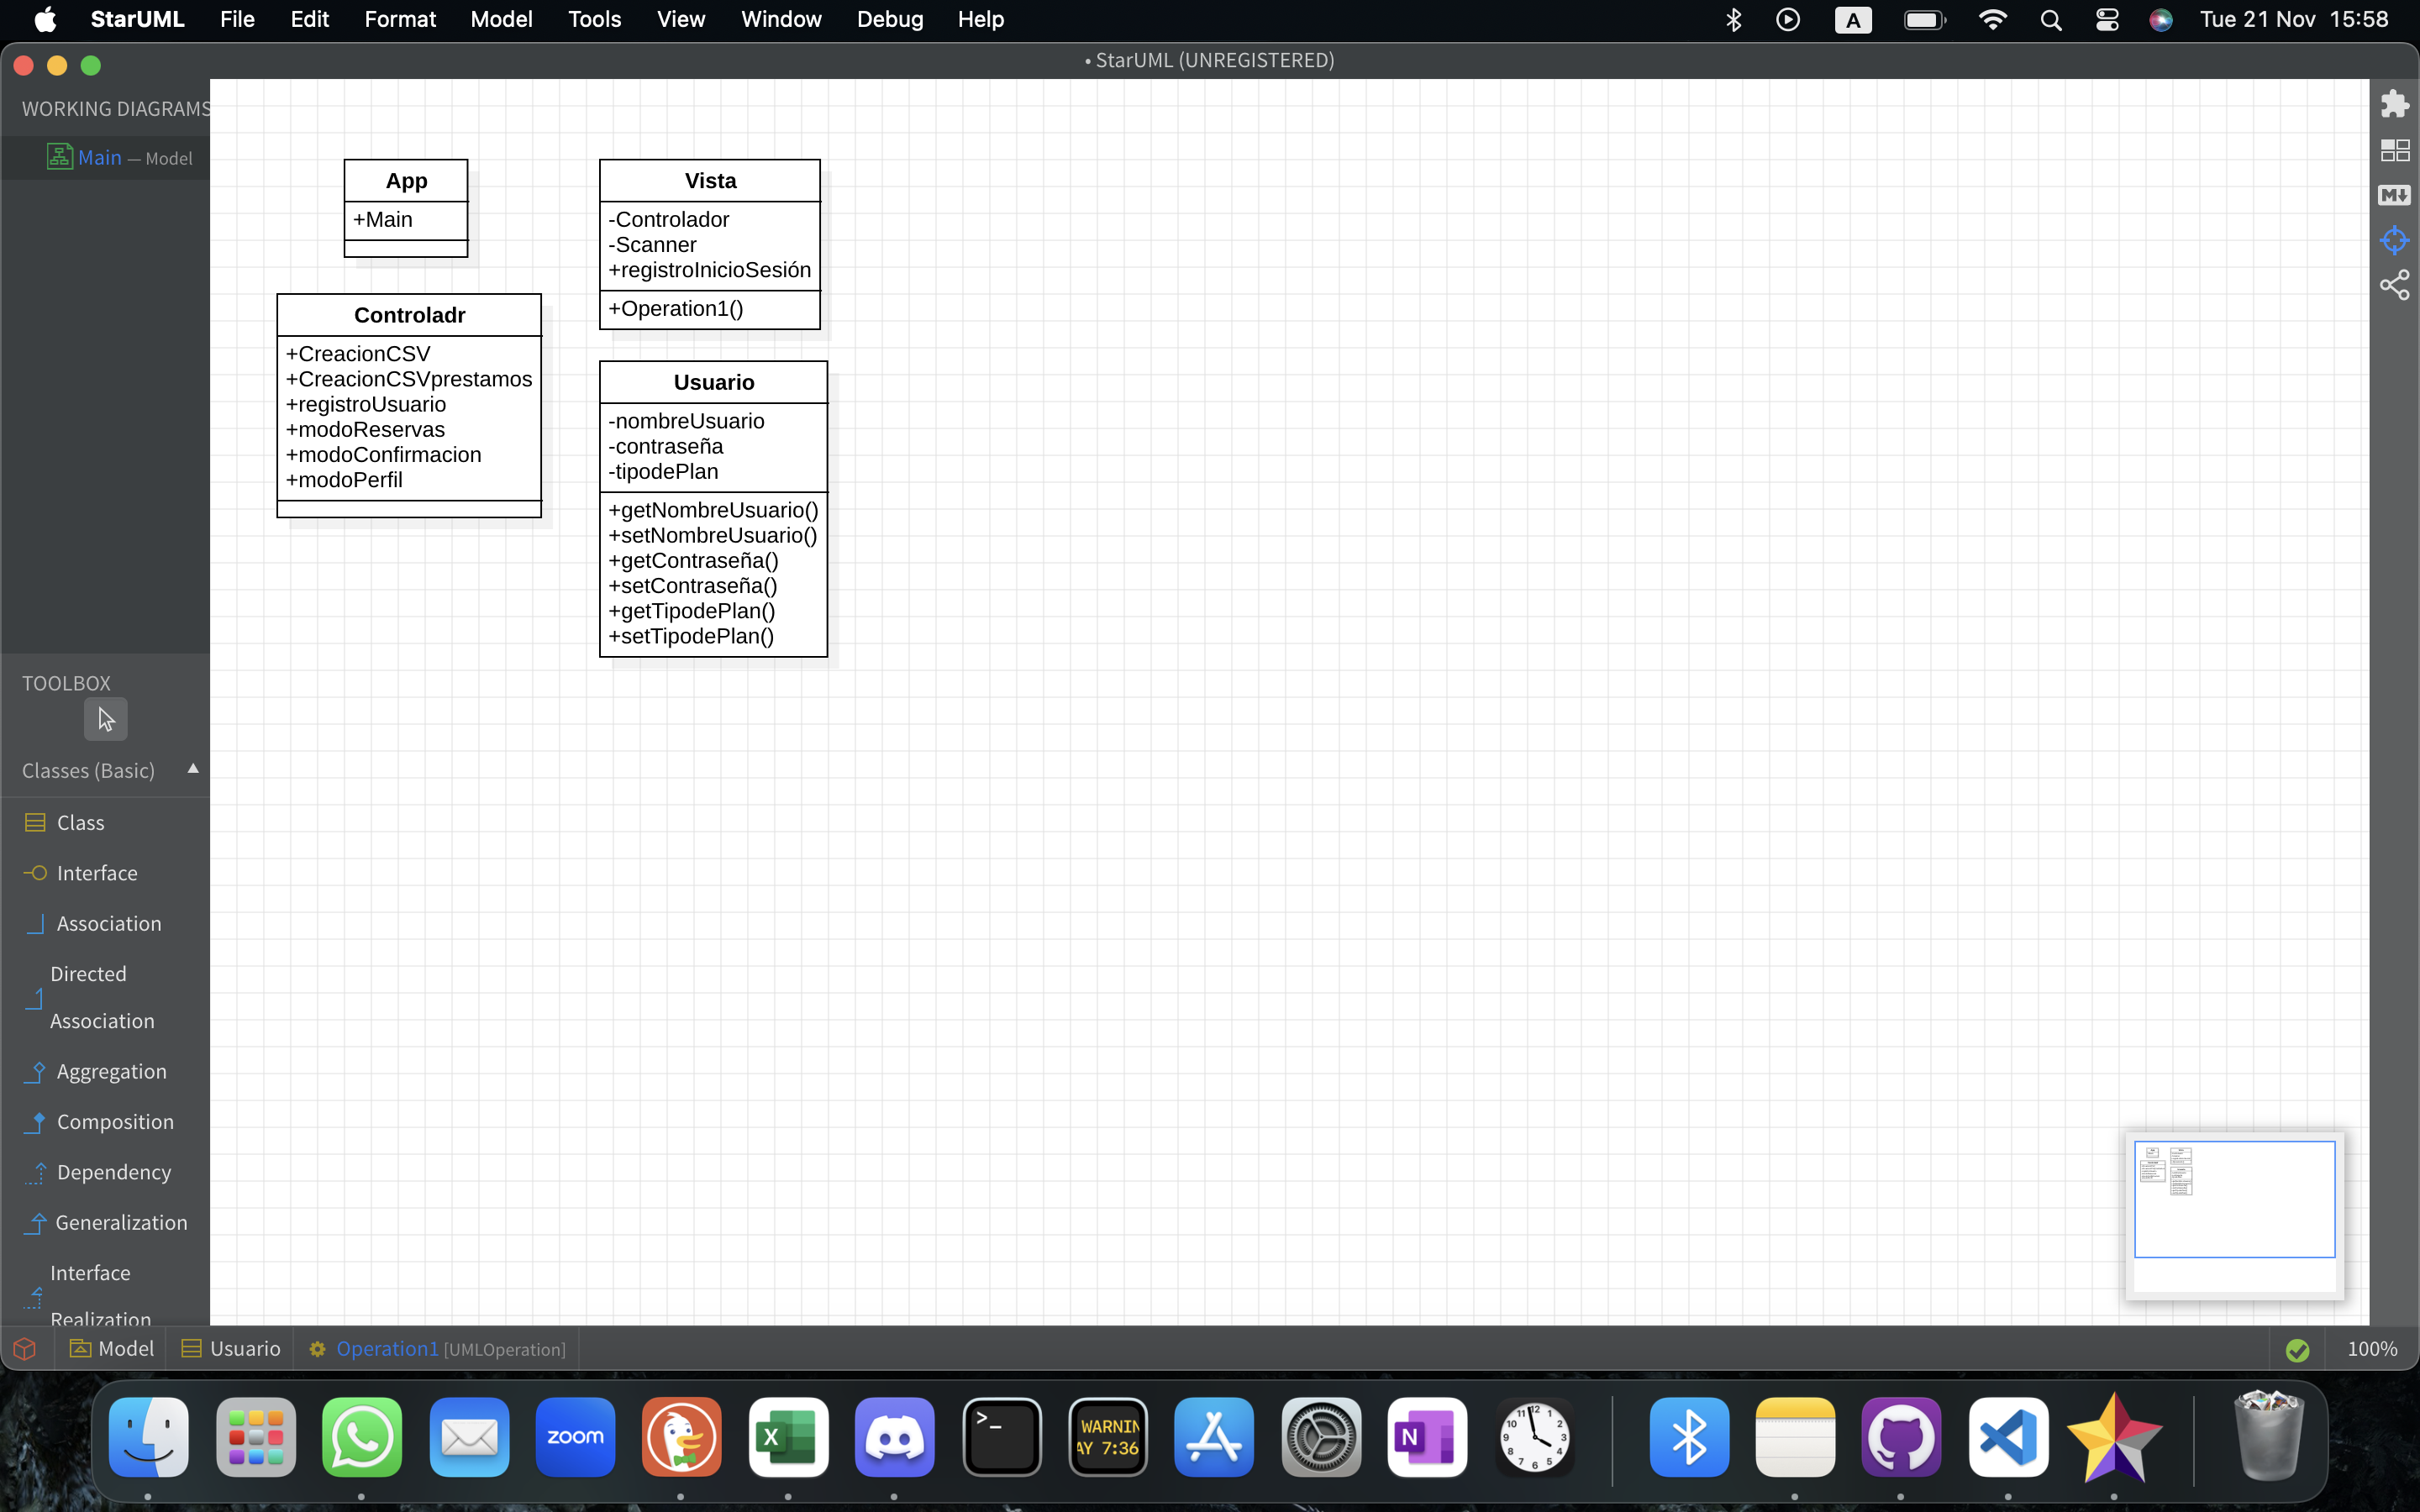 StarUML File Edit Format Model Tools View Window Debug Help A Tue 21 Nov 15:58
• StarUML (UNREGISTERED)
WORKING DIAGRAMS
Main — Model
App
+Main
Vista
-Controlador
-Scanner
+registroInicioSesión
+Operation1()
Controladr
+CreacionCSV
+CreacionCSVprestamos
+registroUsuario
+modoReservas
+modoConfirmacion
+modoPerfil
Usuario
-nombreUsuario
-contraseña
-tipodePlan
+getNombreUsuario()
+setNombreUsuario()
+getContraseña()
+setContraseña()
+getTipodePlan()
+setTipodePlan()
TOOLBOX
Classes (Basic)
Class
Interface
Association
Directed
Association
Aggregation
Composition
Dependency
Generalization
Interface
Realization
Model Usuario Operation1 [UMLOperation] 100%
zoom
X
>_
WARNIN
AY 7:36
N